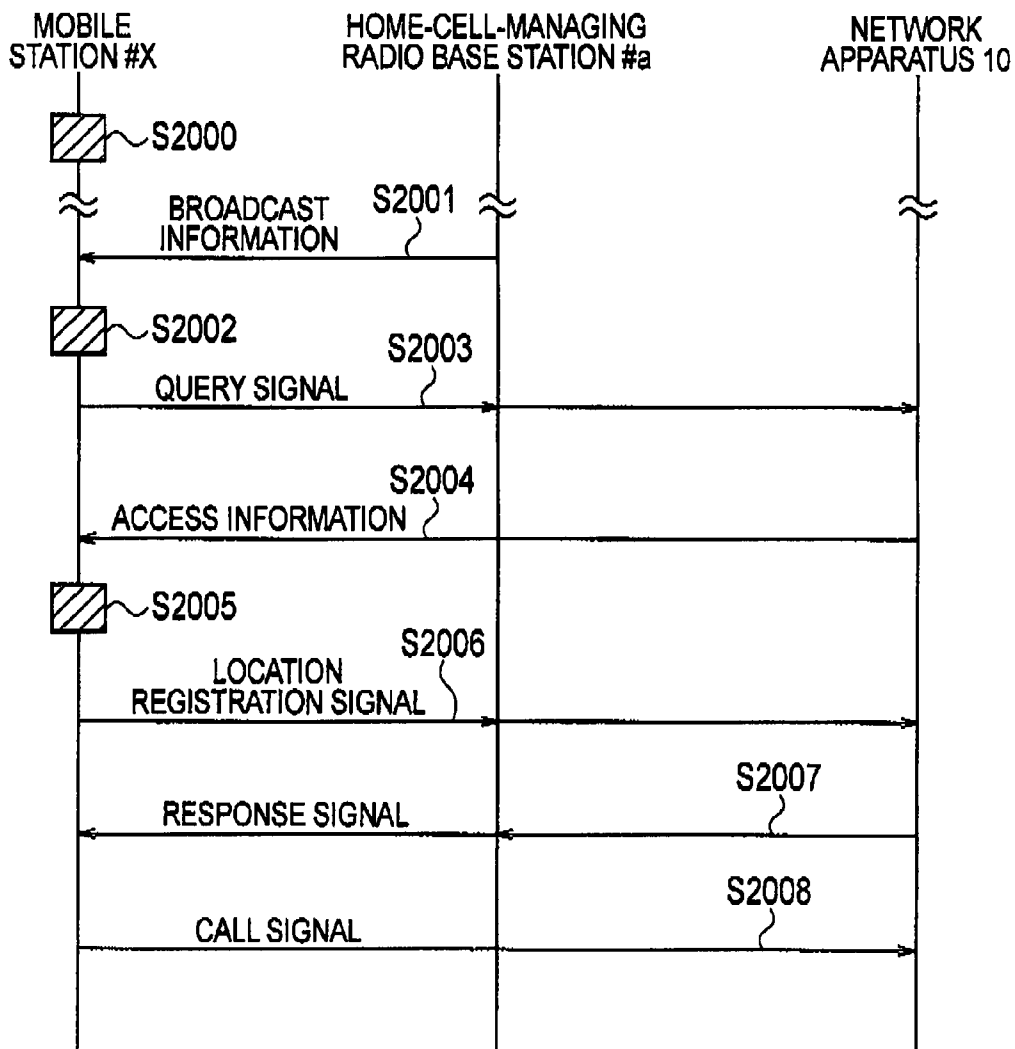 MOBILE
STATION #X
HOME-CELL-MANAGING
RADIO BASE STATION #a
NETWORK
APPARATUS 10
S2000
S2001
BROADCAST
INFORMATION
S2002
S2003
QUERY SIGNAL
S2004
ACCESS INFORMATION
S2005
S2006
LOCATION
REGISTRATION SIGNAL
S2007
RESPONSE SIGNAL
S2008
CALL SIGNAL